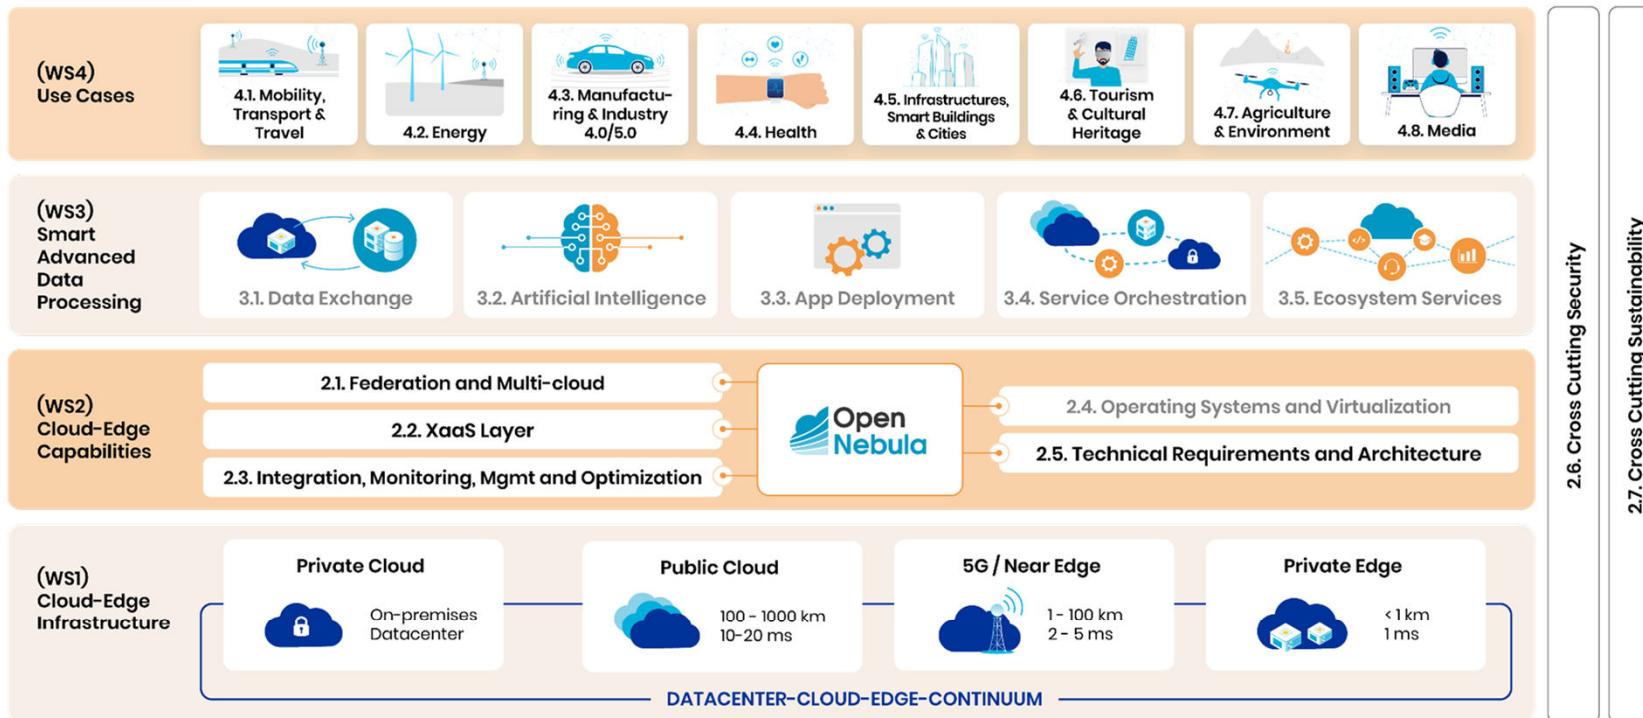 (WS4)
Use Cases
4.1. Mobility,
Transport &
Travel
4.2. Energy
4.3. Manufactu-
ring & Industry
4.0/5.0
4.4. Health
4.5. Infrastructures,
Smart Buildings
& Cities
4.6. Tourism
& Cultural
Heritage
4.7. Agriculture
& Environment
4.8. Media
(WS3)
Smart
Advanced
Data
Processing
3.1. Data Exchange
3.2. Artificial Intelligence
3.3. App Deployment
</>
3.4. Service Orchestration
3.5. Ecosystem Services
(WS2)
Cloud-Edge
Capabilities
2.1. Federation and Multi-cloud
2.2. XaaS Layer
2.3. Integration, Monitoring, Mgmt and Optimization
Open
Nebula
2.4. Operating Systems and Virtualization
2.5. Technical Requirements and Architecture
(WS1)
Cloud-Edge
Infrastructure
Private Cloud
On-premises
Datacenter
Public Cloud
100 - 1000 km
10-20 ms
5G / Near Edge
1 - 100 km
2 - 5 ms
Private Edge
< 1 km
1 ms
DATACENTER-CLOUD-EDGE-CONTINUUM
2.6. Cross Cutting Security
2.7. Cross Cutting Sustainability